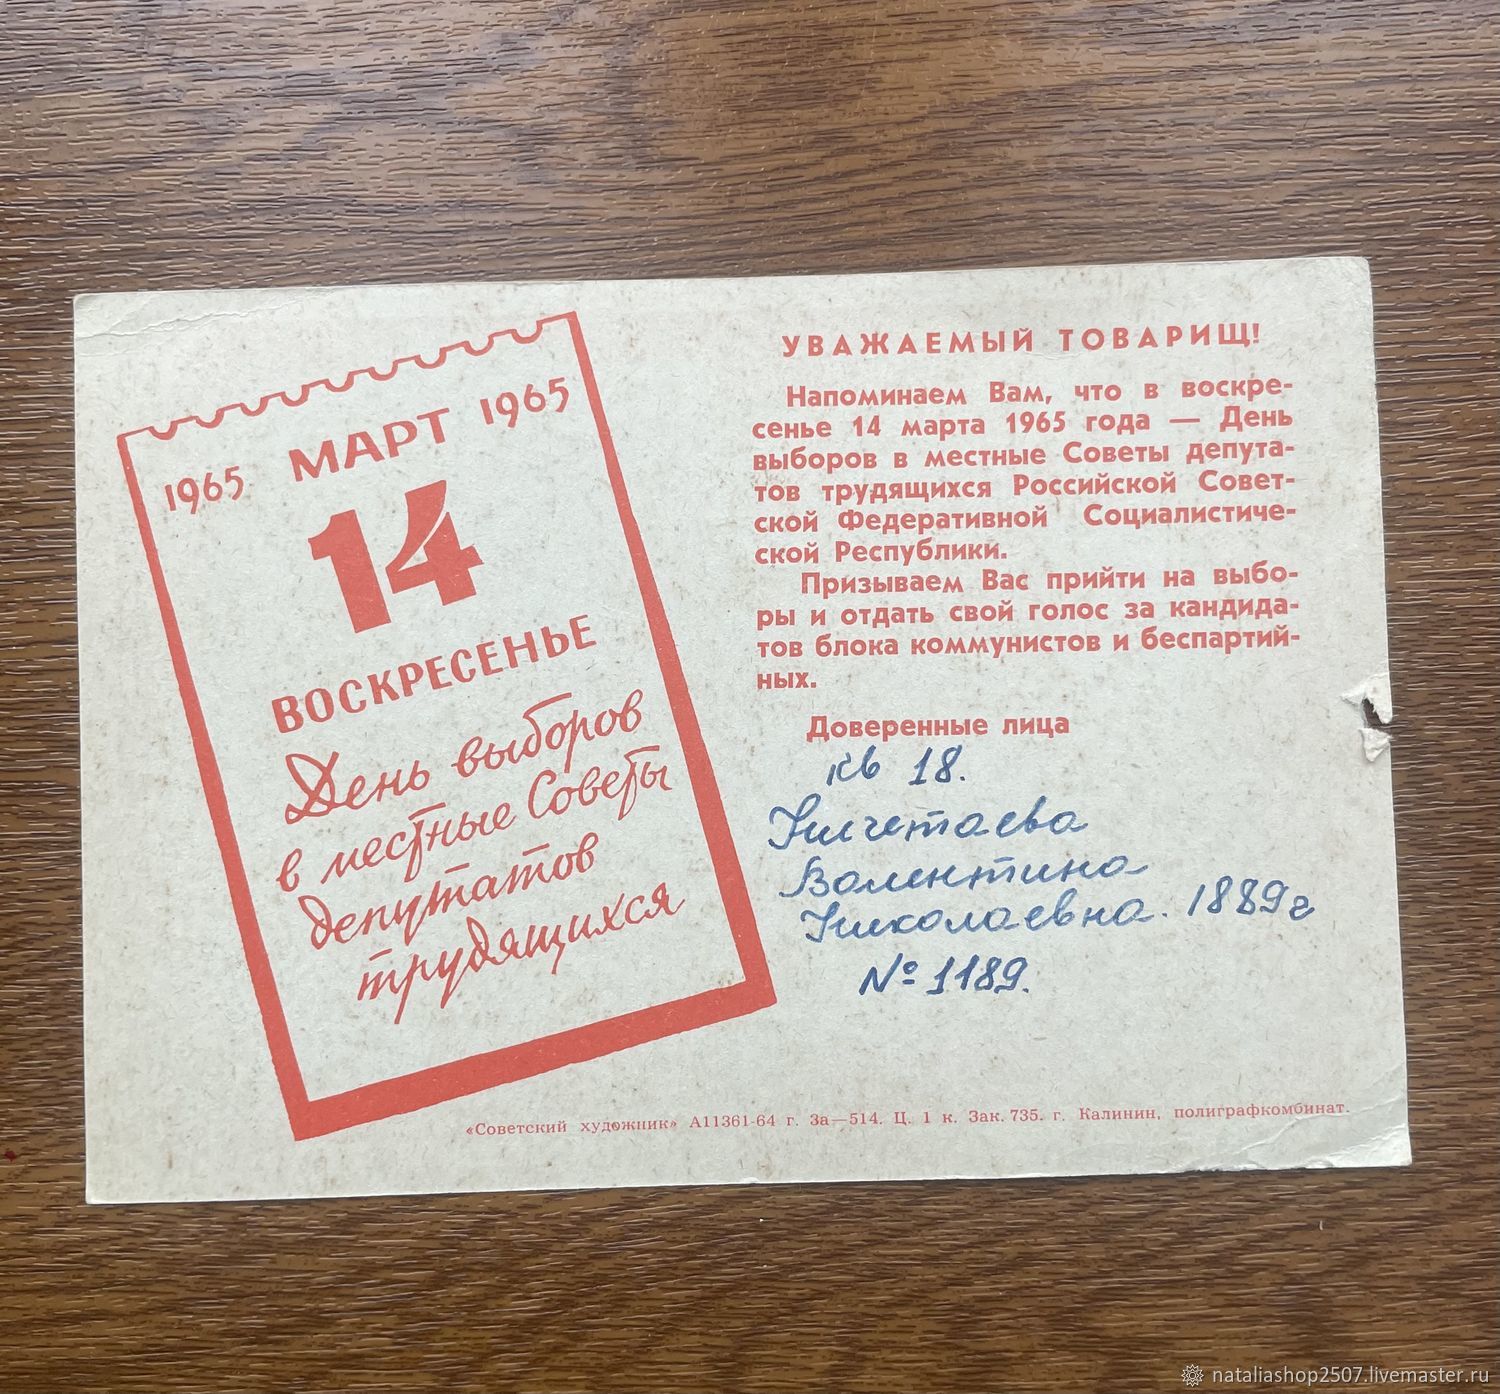 1965 МАРТ 1965
14
ВОСКРЕСЕНЬЕ
День выборов
в местные Советы
депутатов
трудящихся
УВАЖАЕМЫЙ ТОВАРИЩ!
Напоминаем Вам, что в воскре-
сенье 14 марта 1965 года — День
выборов в местные Советы депута-
тов трудящихся Российской Совет-
ской Федеративной Социалистиче-
ской Республики.
Призываем Вас прийти на выбо-
ры и отдать свой голос за кандида-
тов блока коммунистов и беспартий-
ных.
Доверенные лица
кв 18.
Валентина
Николаевна. 1889г
№ 1189.
«Советский художник» А11361-64 г. За—514. Ц. 1 к. Зак. 735. г. Калинин, полиграфкомбинат.
nataliashop2507.livemaster.ru